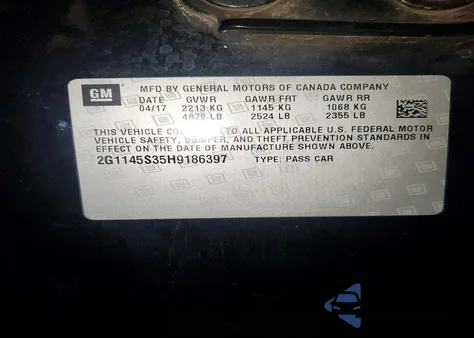 GM
MFD BY GENERAL MOTORS OF CANADA COMPANY
DATE GVWR GAWR FRT GAWR RR
04/17 2213 KG 1145 KG 1068 KG
4879 LB 2524 LB 2355 LB
THIS VEHICLE TO ALL APPLICABLE U.S. FEDERAL MOTOR
VEHICLE SAFETY, BUMPER, AND THEFT PREVENTION STANDARDS IN
EFFECT ON THE DATE OF MANUFACTURE SHOWN ABOVE.
2G1145S35H9186397 TYPE: PASS CAR